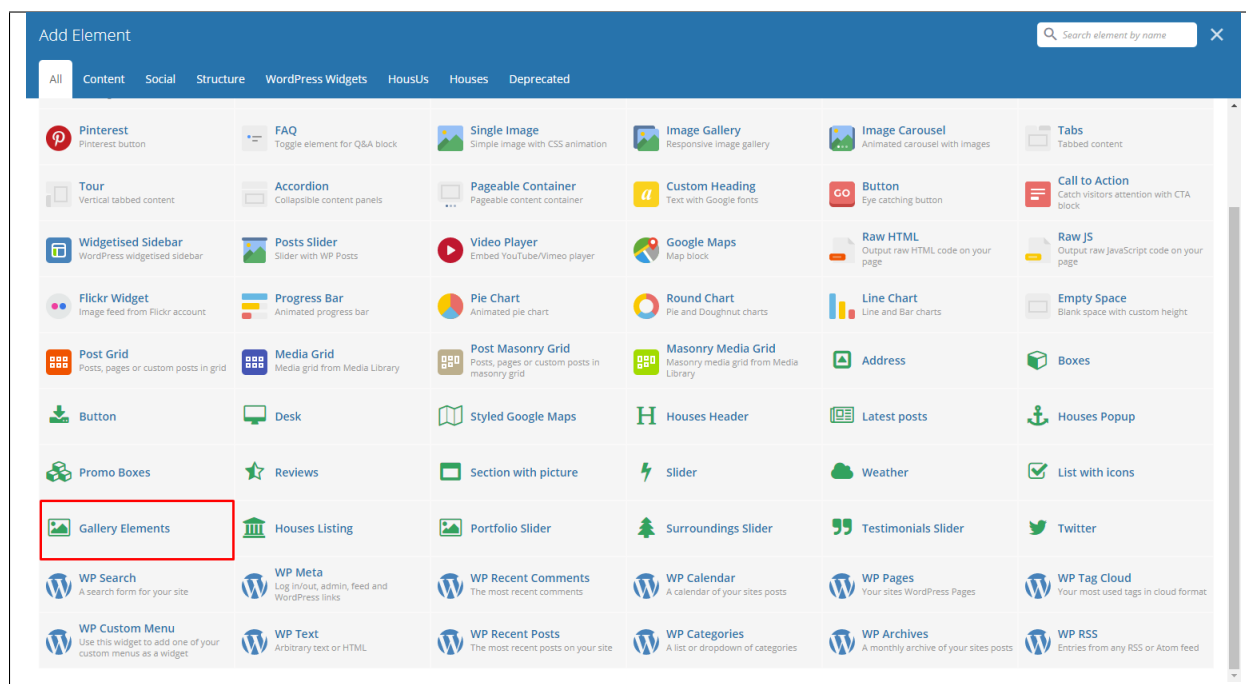 Add Element
Search element by name
All Content Social Structure WordPress Widgets HousUs Houses Deprecated
Pinterest
Pinterest button
FAQ
Toggle element for Q&A block
Single Image
Simple image with CSS animation
Image Gallery
Responsive image gallery
Image Carousel
Animated carousel with images
Tabs
Tabbed content
Tour
Vertical tabbed content
Accordion
Collapsible content panels
Pageable Container
Pageable content container
a
Custom Heading
Text with Google fonts
GO
Button
Eye catching button
Call to Action
Catch visitors attention with CTA
block
Widgetised Sidebar
WordPress widgetised sidebar
Posts Slider
Slider with WP Posts
Video Player
Embed YouTube/Vimeo player
Google Maps
Map block
Raw HTML
Output raw HTML code on your
page
Raw JS
Output raw JavaScript code on your
page
Flickr Widget
Image feed from Flickr account
Progress Bar
Animated progress bar
Pie Chart
Animated pie chart
Round Chart
Pie and Doughnut charts
Line Chart
Line and Bar charts
Empty Space
Blank space with custom height
Post Grid
Posts, pages or custom posts in grid
Media Grid
Media grid from Media Library
Post Masonry Grid
Posts, pages or custom posts in
masonry grid
Masonry Media Grid
Masonry media grid from Media
Library
Address
Boxes
Button
Desk
Styled Google Maps
H Houses Header
Latest posts
Houses Popup
Promo Boxes
Reviews
Section with picture
Slider
Weather
List with icons
Gallery Elements
Houses Listing
Portfolio Slider
Surroundings Slider
Testimonials Slider
Twitter
WP Search
A search form for your site
WP Meta
Log in/out, admin, feed and
WordPress links
WP Recent Comments
The most recent comments
WP Calendar
A calendar of your sites posts
WP Pages
Your sites WordPress Pages
WP Tag Cloud
Your most used tags in cloud format
WP Custom Menu
Use this widget to add one of your
custom menus as a widget
WP Text
Arbitrary text or HTML
WP Recent Posts
The most recent posts on your site
WP Categories
A list or dropdown of categories
WP Archives
A monthly archive of your sites posts
WP RSS
Entries from any RSS or Atom feed